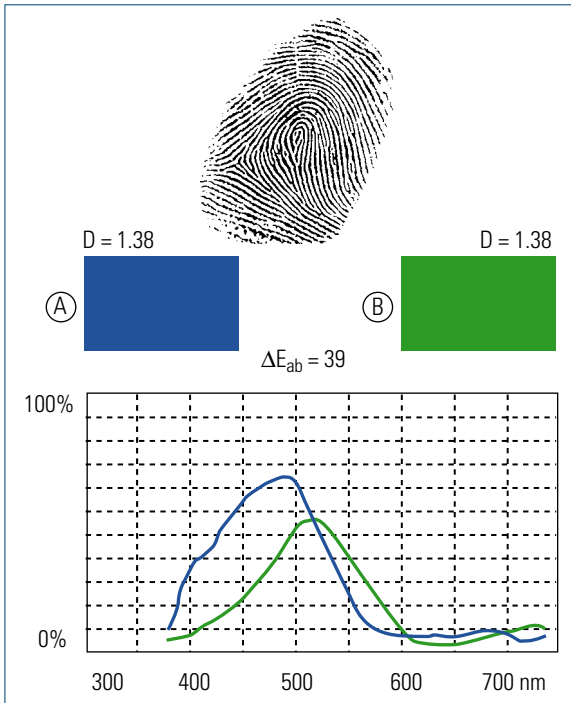 D = 1.38 D = 1.38
A B
ΔEab = 39
100%
0%
300 400 500 600 700 nm